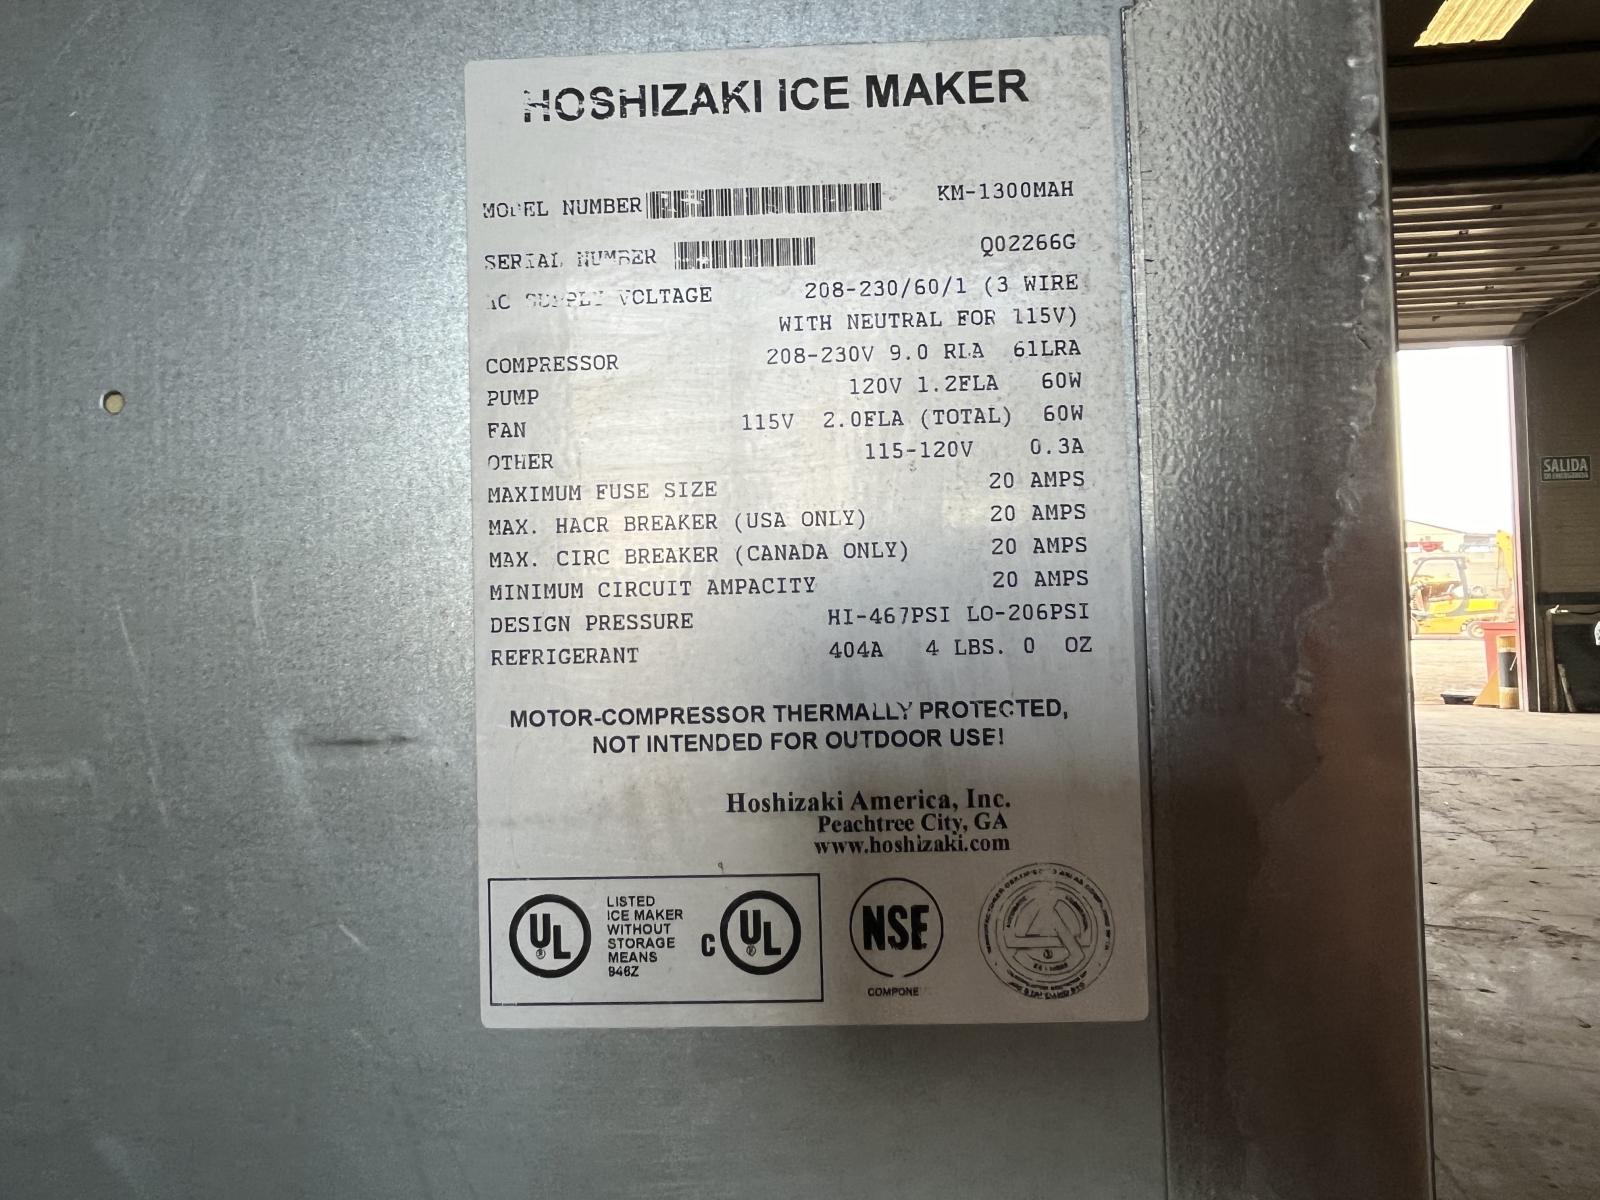 HOSHIZAKI ICE MAKER
MODEL NUMBER KM-1300MAH
SERIAL NUMBER Q02266G
AC SUPPLY VOLTAGE 208-230/60/1 (3 WIRE
WITH NEUTRAL FOR 115V)
COMPRESSOR 208-230V 9.0 RLA 61LRA
PUMP 120V 1.2FLA 60W
FAN 115V 2.0FLA (TOTAL) 60W
OTHER 115-120V 0.3A
MAXIMUM FUSE SIZE 20 AMPS
MAX. HACR BREAKER (USA ONLY) 20 AMPS
MAX. CIRC BREAKER (CANADA ONLY) 20 AMPS
MINIMUM CIRCUIT AMPACITY 20 AMPS
DESIGN PRESSURE HI-467PSI LO-206PSI
REFRIGERANT 404A 4 LBS. 0 OZ
MOTOR-COMPRESSOR THERMALLY PROTECTED,
NOT INTENDED FOR OUTDOOR USE!
Hoshizaki America, Inc.
Peachtree City, GA
www.hoshizaki.com
UL ®
LISTED
ICE MAKER
WITHOUT
STORAGE
MEANS
946Z
C UL ®
NSF
COMPONE
SALIDA